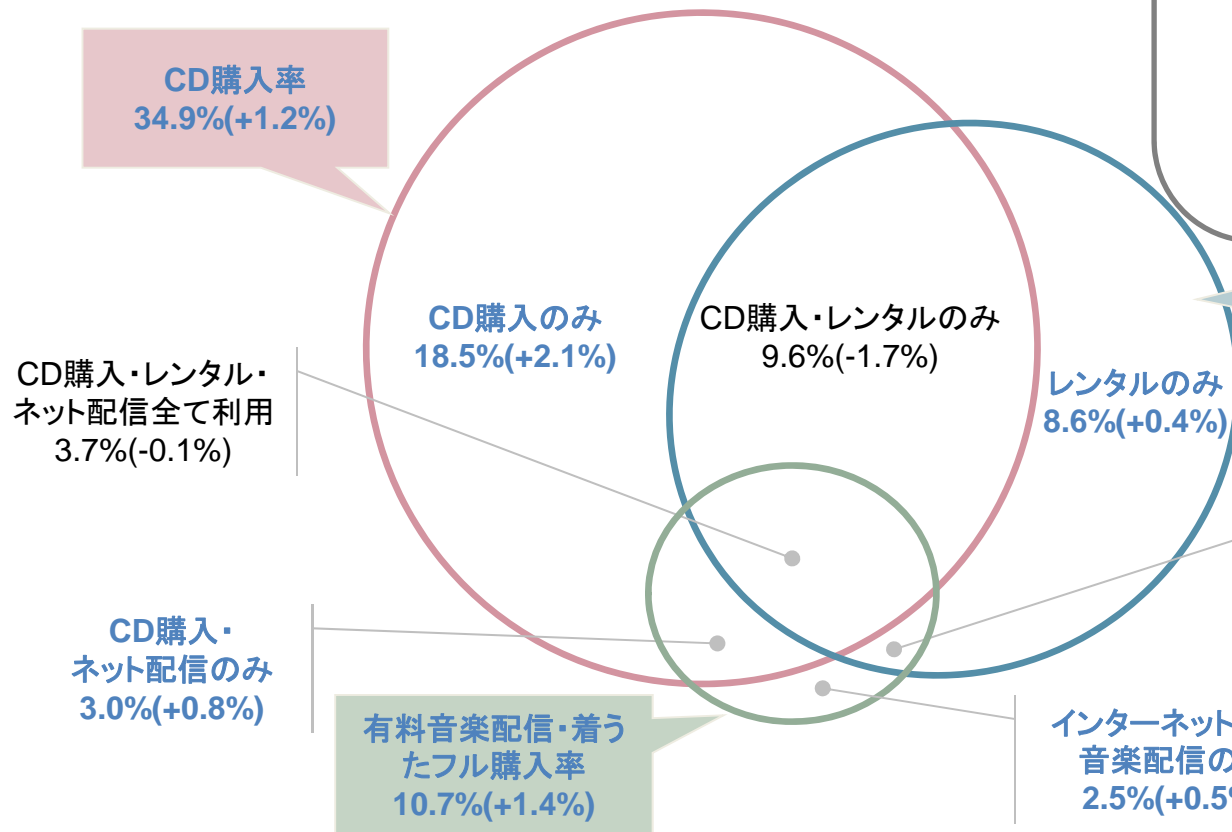 CD購入率
34.9%(+1.2%)
CD購入のみ
18.5%(+2.1%)
CD購入・レンタルのみ
9.6%(-1.7%)
レンタルのみ
8.6%(+0.4%)
CD購入・レンタル・
ネット配信全て利用
3.7%(-0.1%)
CD購入・
ネット配信のみ
3.0%(+0.8%)
有料音楽配信・着う
たフル購入率
10.7%(+1.4%)
インターネット
音楽配信の
2.5%(+0.5%